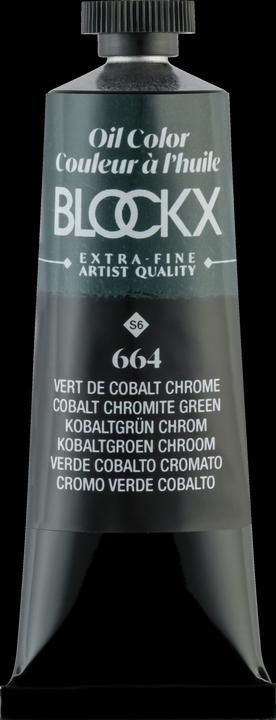 Oil Color
Couleur à l'huile
BLOCKX
EXTRA-FINE
ARTIST QUALITY
S6
664
VERT DE COBALT CHROME
COBALT CHROMITE GREEN
KOBALTGRÜN CHROM
KOBALTGROEN CHROOM
VERDE COBALTO CROMATO
CROMO VERDE COBALTO